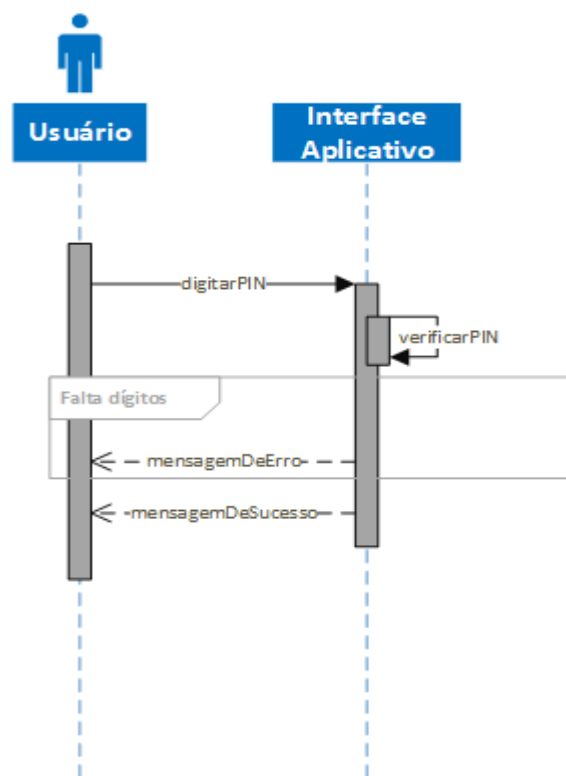 Usuário
Interface
Aplicativo
digitarPIN
verificarPIN
Falta dígitos
mensagemDeErro
mensagemDeSucesso